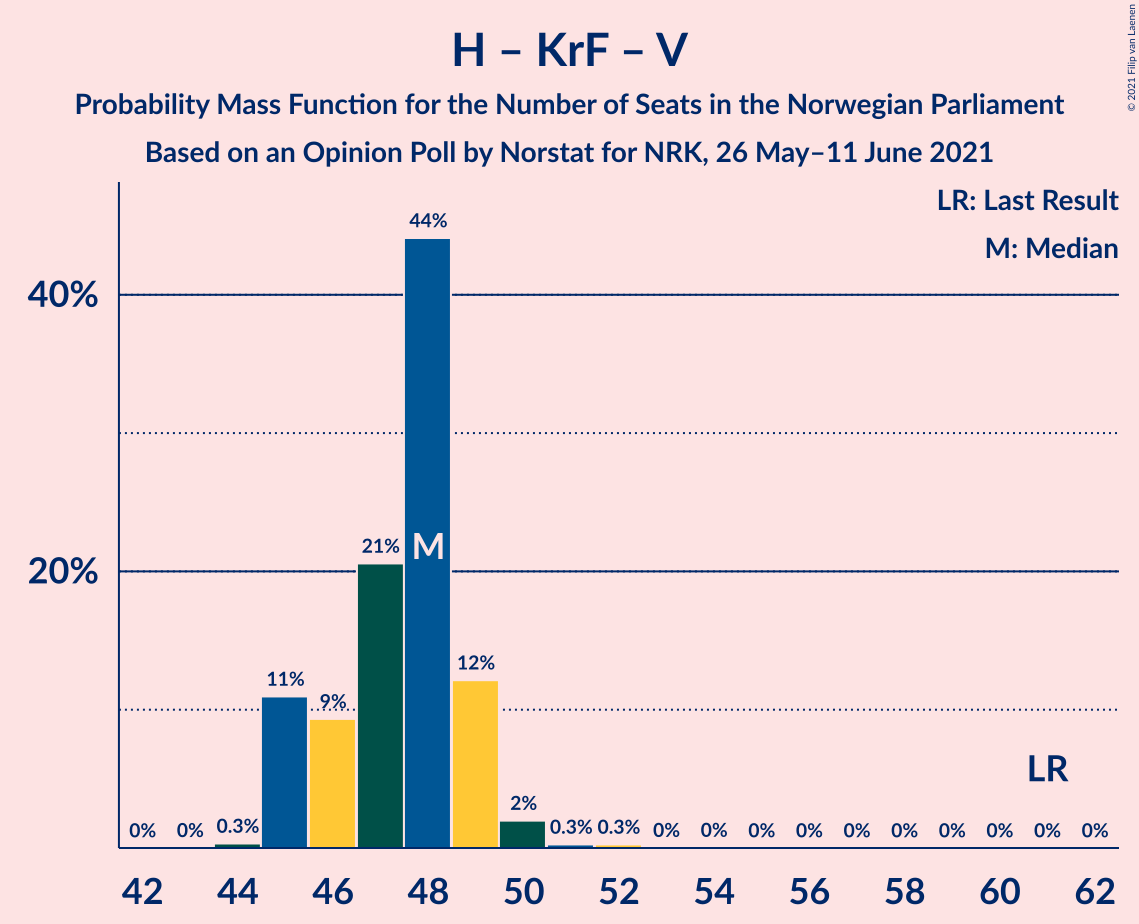 H – KrF – V
Probability Mass Function for the Number of Seats in the Norwegian Parliament
Based on an Opinion Poll by Norstat for NRK, 26 May–11 June 2021
© 2021 Filip van Laenen
LR: Last Result
M: Median
40%
20%
0% 0% 0.3% 11% 9% 21% 44% 12% 2% 0.3% 0.3% 0% 0% 0% 0% 0% 0% 0% 0% 0% 0%
M
LR
42 44 46 48 50 52 54 56 58 60 62